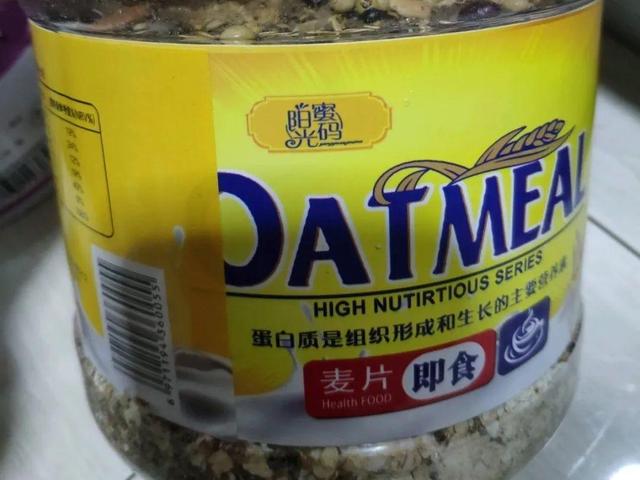 陌蜜
光码
OATMEAL
HIGH NUTIRTIOUS SERIES
蛋白质是组织形成和生长的主要营养素
麦片
即食
Health FOOD